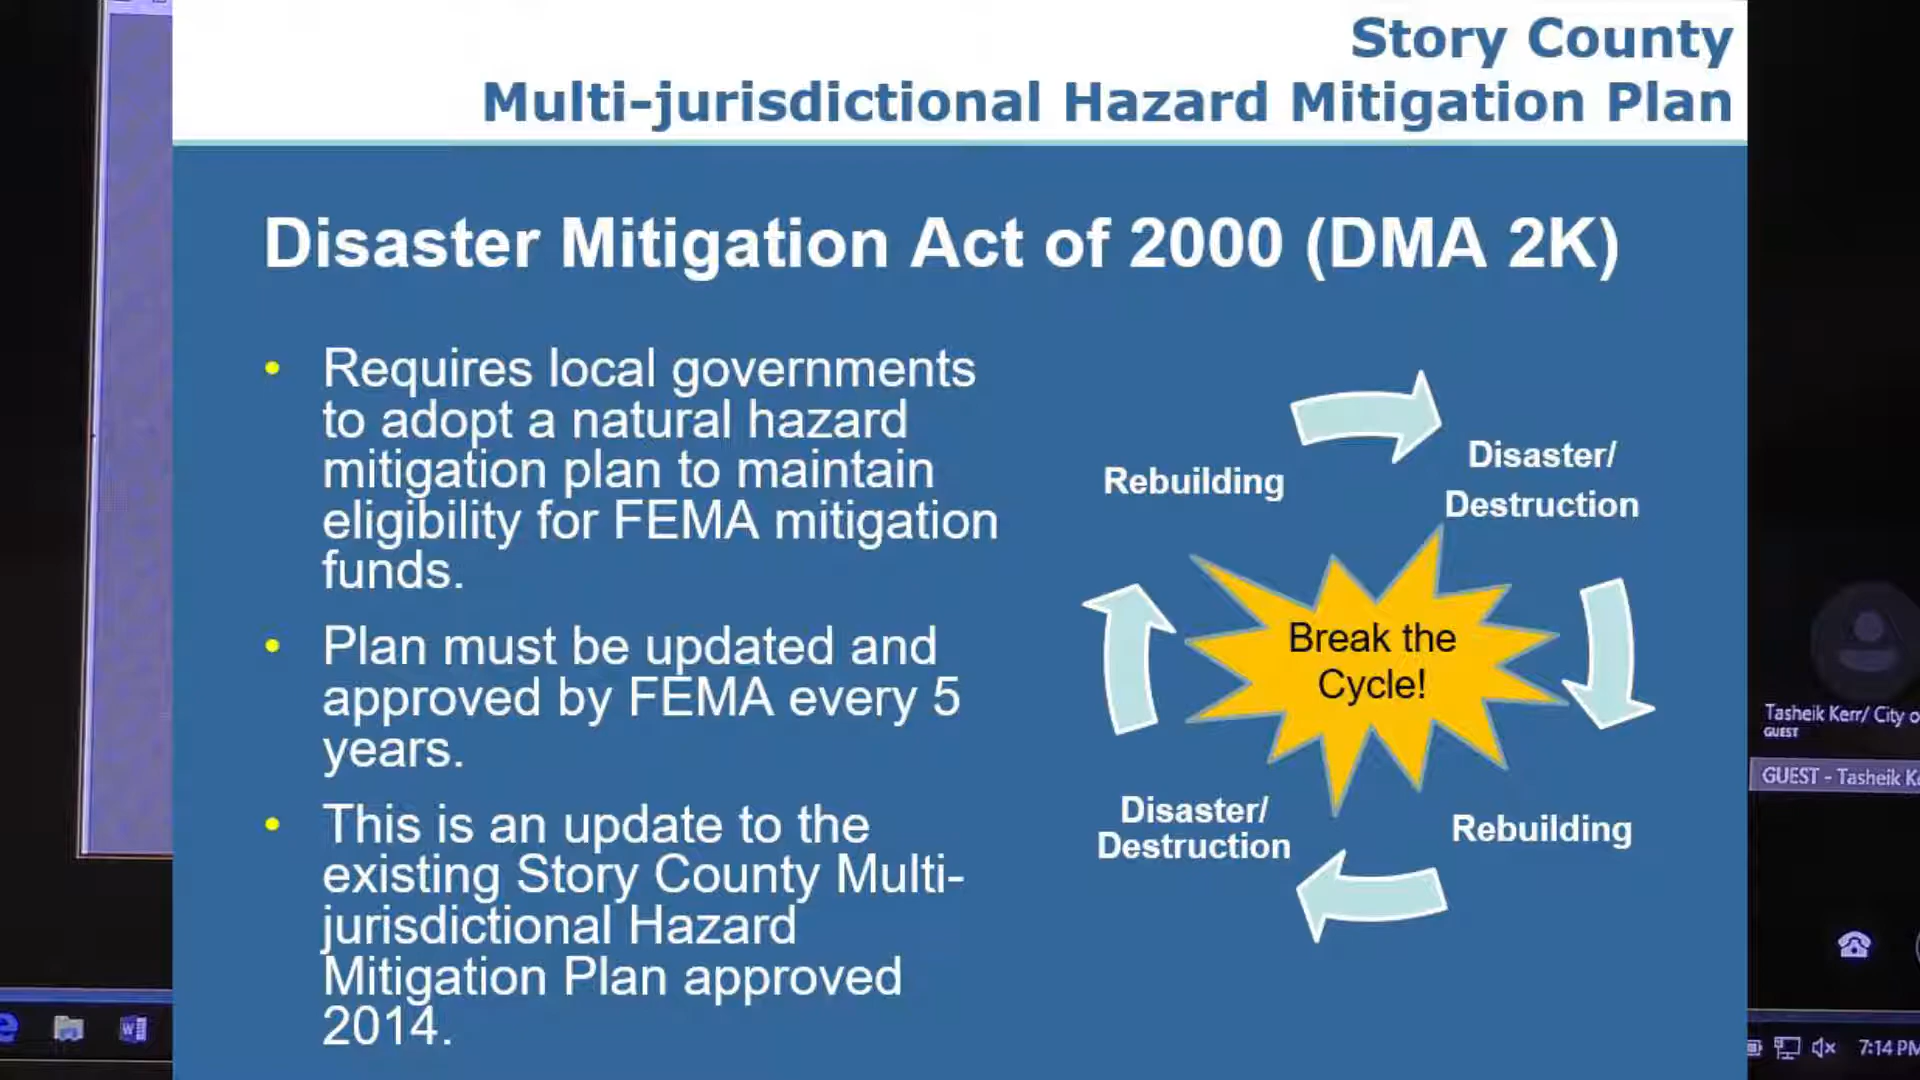 Story County
Multi-jurisdictional Hazard Mitigation Plan
Disaster Mitigation Act of 2000 (DMA 2K)
• Requires local governments
to adopt a natural hazard
mitigation plan to maintain
eligibility for FEMA mitigation
funds.
• Plan must be updated and
approved by FEMA every 5
years.
• This is an update to the
existing Story County Multi-
jurisdictional Hazard
Mitigation Plan approved
2014.
Rebuilding
Disaster/
Destruction
Break the
Cycle!
Disaster/
Destruction
Rebuilding
Tasheik Kerr/ City o
GUEST
GUEST - Tasheik K
7:14 PM